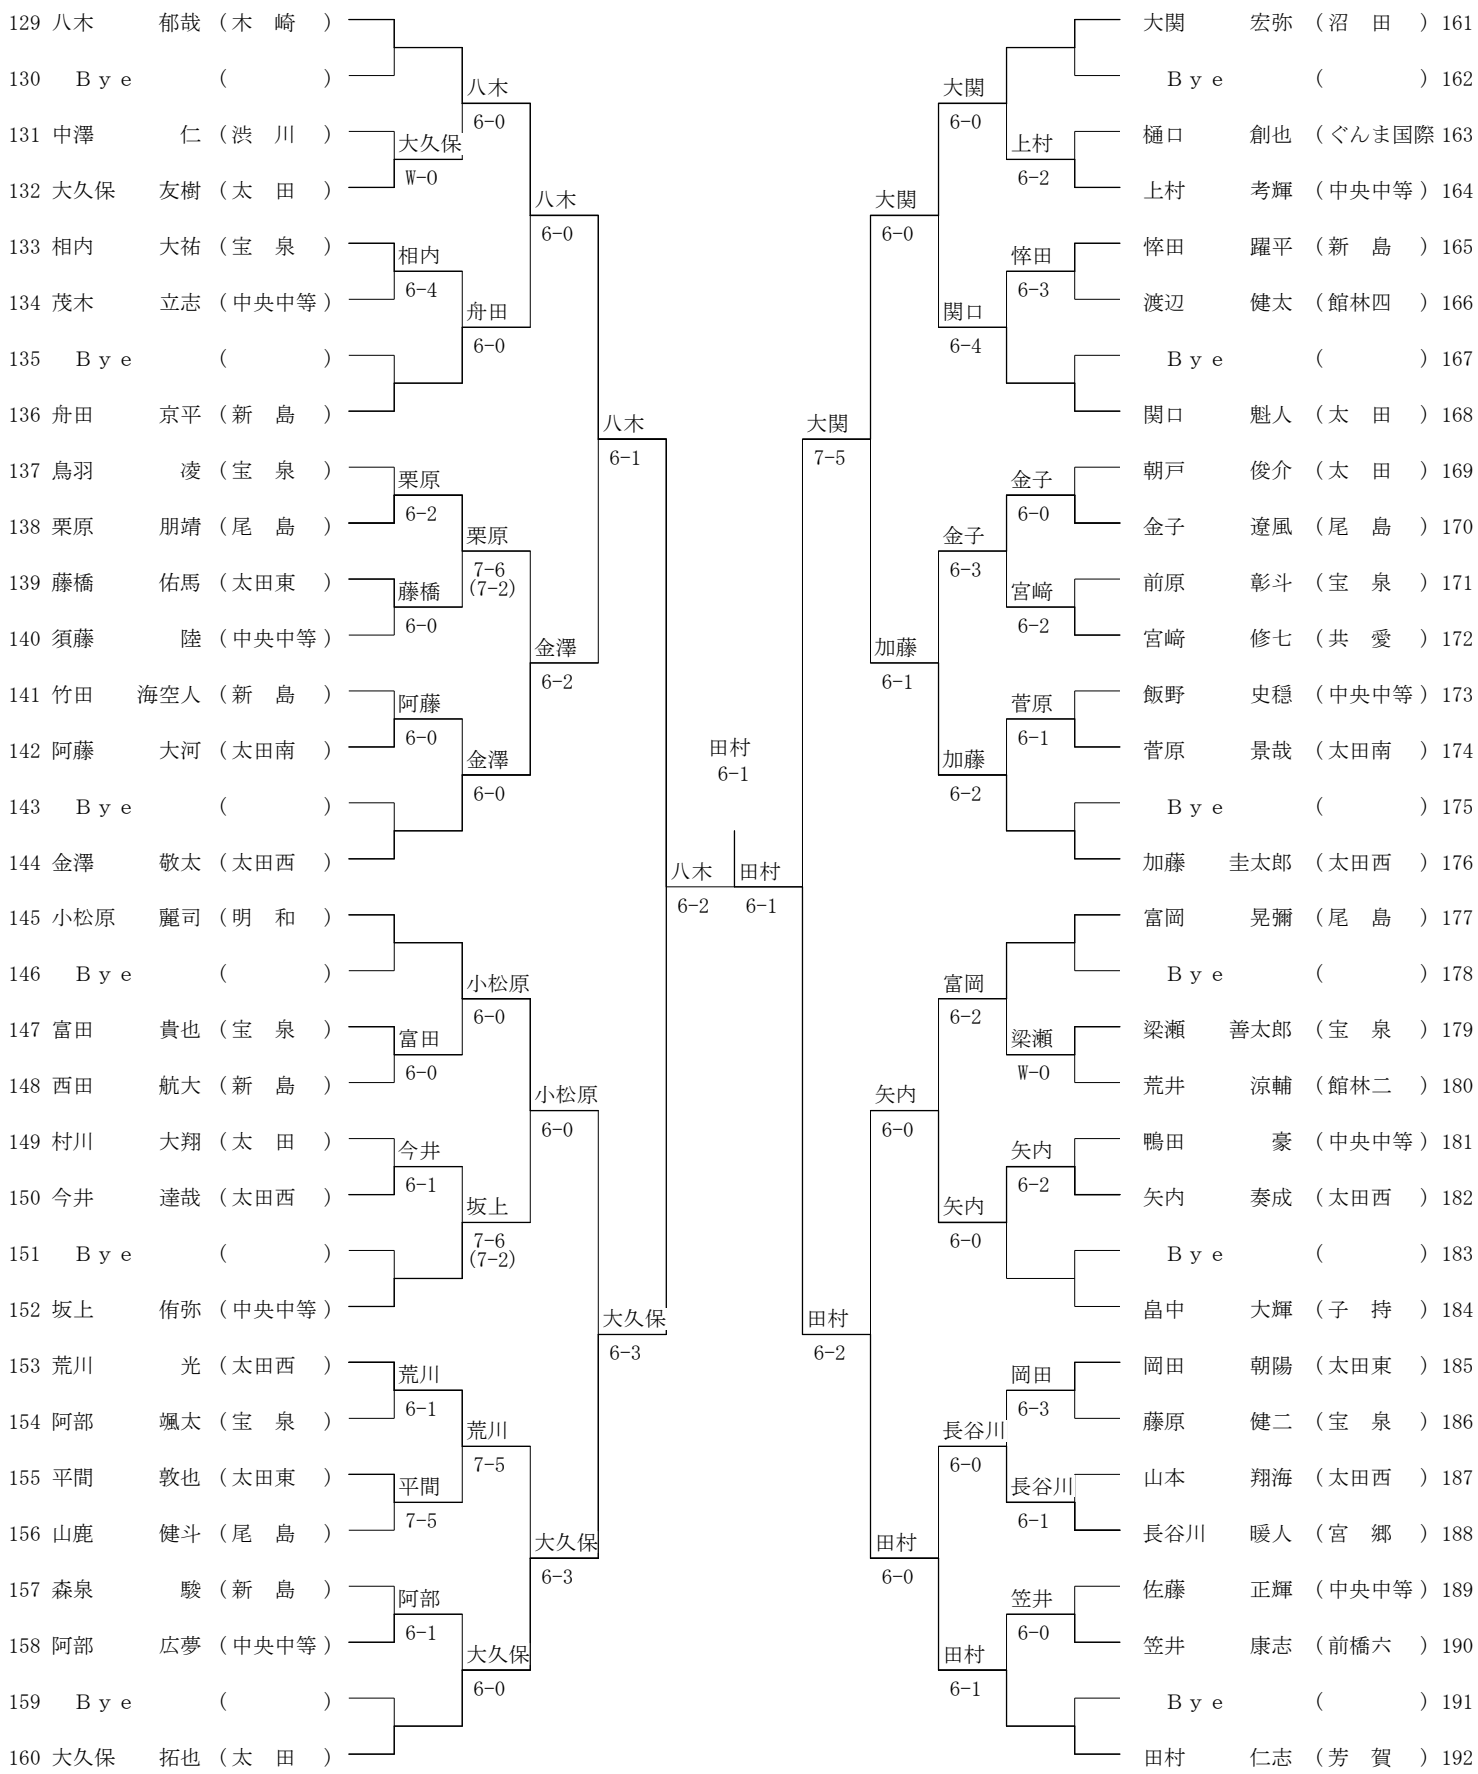 129 八木 郁哉 （木 崎 ）
130 Ｂｙｅ （ ）
131 中澤 仁 （渋 川 ）
132 大久保 友樹 （太 田 ）
133 相内 大祐 （宝 泉 ）
134 茂木 立志 （中央中等）
135 Ｂｙｅ （ ）
136 舟田 京平 （新 島 ）
137 鳥羽 凌 （宝 泉 ）
138 栗原 朋靖 （尾 島 ）
139 藤橋 佑馬 （太田東 ）
140 須藤 陸 （中央中等）
141 竹田 海空人 （新 島 ）
142 阿藤 大河 （太田南 ）
143 Ｂｙｅ （ ）
144 金澤 敬太 （太田西 ）
145 小松原 麗司 （明 和 ）
146 Ｂｙｅ （ ）
147 富田 貴也 （宝 泉 ）
148 西田 航大 （新 島 ）
149 村川 大翔 （太 田 ）
150 今井 達哉 （太田西 ）
151 Ｂｙｅ （ ）
152 坂上 侑弥 （中央中等）
153 荒川 光 （太田西 ）
154 阿部 颯太 （宝 泉 ）
155 平間 敦也 （太田東 ）
156 山鹿 健斗 （尾 島 ）
157 森泉 駿 （新 島 ）
158 阿部 広夢 （中央中等）
159 Ｂｙｅ （ ）
160 大久保 拓也 （太 田 ）
大久保
W-0
相内
6-4
栗原
6-2
藤橋
6-0
阿藤
6-0
富田
6-0
今井
6-1
荒川
6-1
平間
7-5
阿部
6-1
八木
6-0
舟田
6-0
栗原
7-6
(7-2)
金澤
6-0
小松原
6-0
坂上
7-6
(7-2)
荒川
7-5
大久保
6-0
八木
6-0
金澤
6-2
小松原
6-0
大久保
6-3
八木
6-1
大久保
6-3
八木
6-2
田村
6-1
田村
6-1
大関
7-5
田村
6-2
大関
6-0
加藤
6-1
矢内
6-0
田村
6-0
大関
6-0
関口
6-4
金子
6-3
加藤
6-2
富岡
6-2
矢内
6-0
長谷川
6-0
田村
6-1
上村
6-2
倅田
6-3
金子
6-0
宮﨑
6-2
菅原
6-1
梁瀬
W-0
矢内
6-2
岡田
6-3
長谷川
6-1
笠井
6-0
大関 宏弥 （沼 田 ） 161
Ｂｙｅ （ ） 162
樋口 創也 （ぐんま国際 163
上村 考輝 （中央中等） 164
倅田 躍平 （新 島 ） 165
渡辺 健太 （館林四 ） 166
Ｂｙｅ （ ） 167
関口 魁人 （太 田 ） 168
朝戸 俊介 （太 田 ） 169
金子 遼風 （尾 島 ） 170
前原 彰斗 （宝 泉 ） 171
宮﨑 修七 （共 愛 ） 172
飯野 史穏 （中央中等） 173
菅原 景哉 （太田南 ） 174
Ｂｙｅ （ ） 175
加藤 圭太郎 （太田西 ） 176
富岡 晃彌 （尾 島 ） 177
Ｂｙｅ （ ） 178
梁瀬 善太郎 （宝 泉 ） 179
荒井 涼輔 （館林二 ） 180
鴨田 豪 （中央中等） 181
矢内 奏成 （太田西 ） 182
Ｂｙｅ （ ） 183
畠中 大輝 （子 持 ） 184
岡田 朝陽 （太田東 ） 185
藤原 健二 （宝 泉 ） 186
山本 翔海 （太田西 ） 187
長谷川 暖人 （宮 郷 ） 188
佐藤 正輝 （中央中等） 189
笠井 康志 （前橋六 ） 190
Ｂｙｅ （ ） 191
田村 仁志 （芳 賀 ） 192